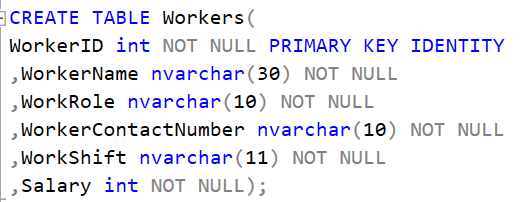 CREATE TABLE Workers(
WorkerID int NOT NULL PRIMARY KEY IDENTITY
,WorkerName nvarchar(30) NOT NULL
,WorkRole nvarchar(10) NOT NULL
,WorkerContactNumber nvarchar(10) NOT NULL
,WorkShift nvarchar(11) NOT NULL
,Salary int NOT NULL);